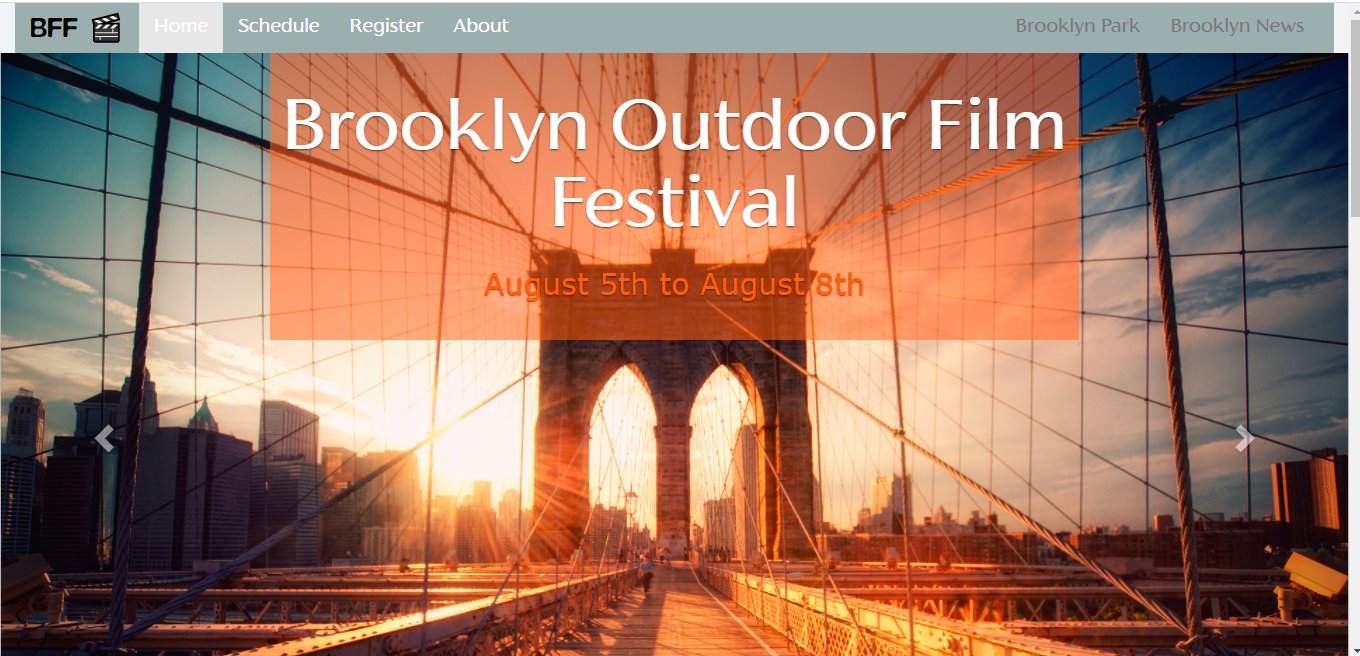 BFF Home Schedule Register About Brooklyn Park Brooklyn News
Brooklyn Outdoor Film
Festival
August 5th to August 8th